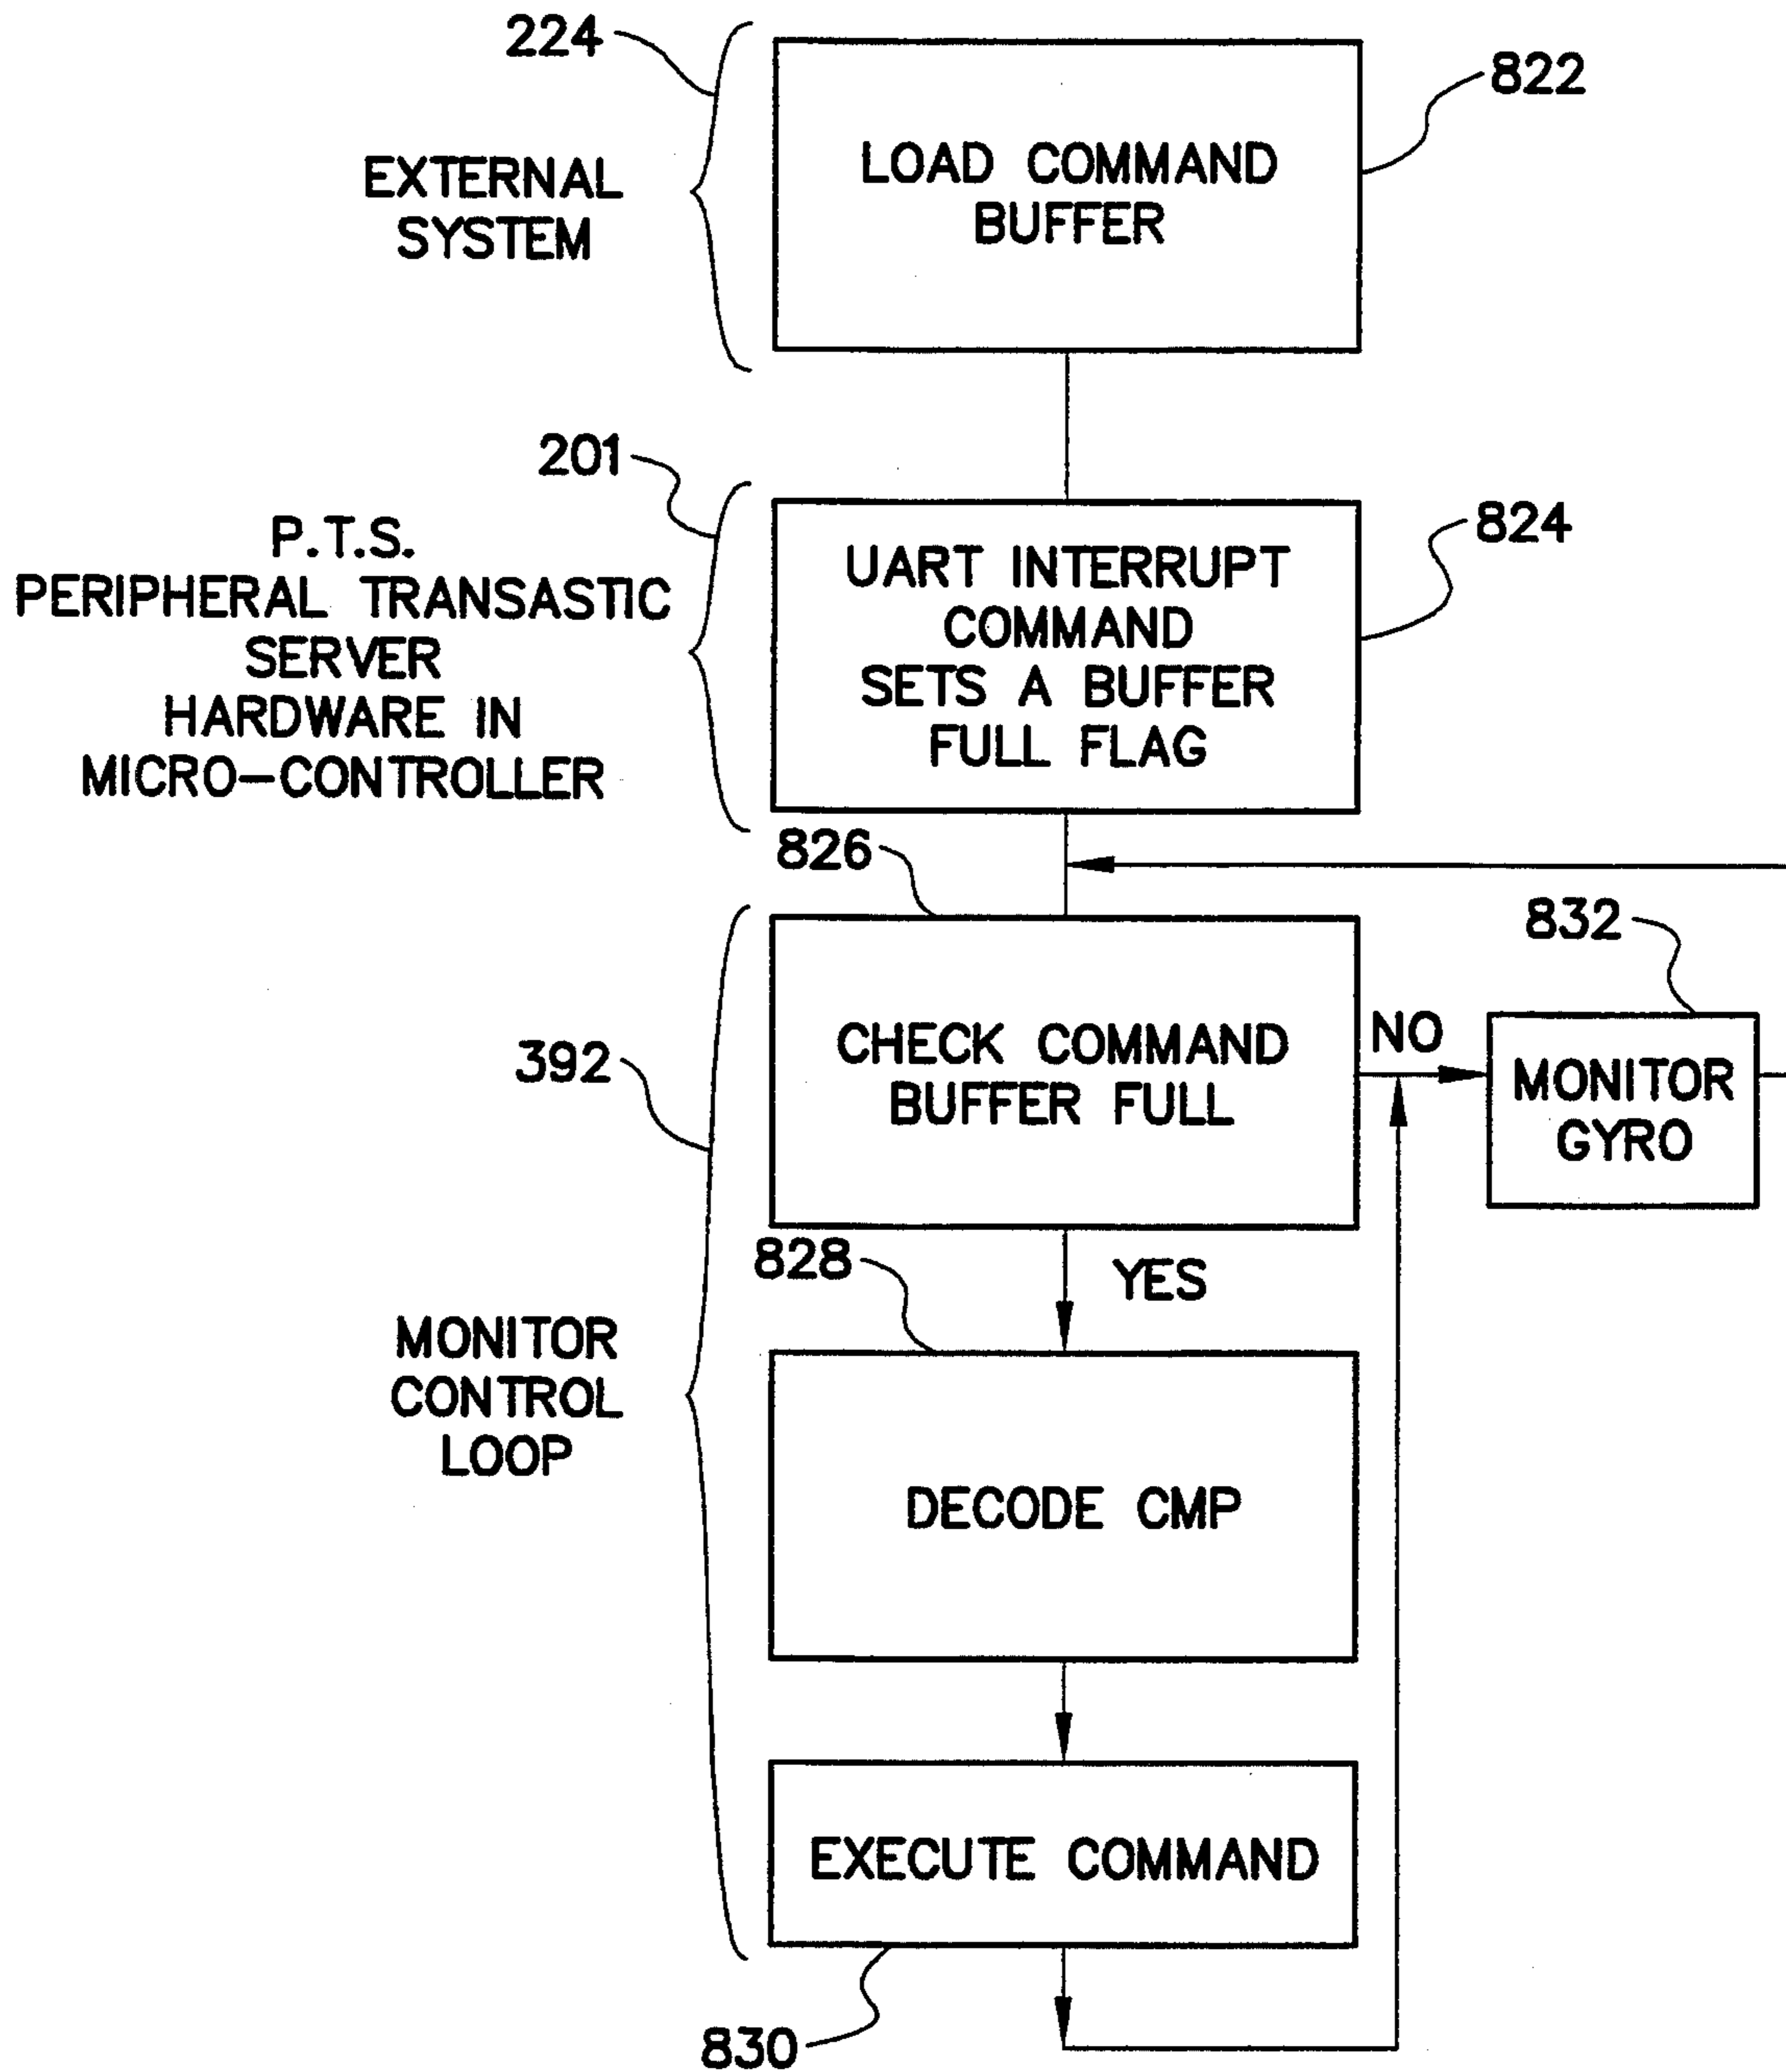 224
822
EXTERNAL
SYSTEM
LOAD COMMAND
BUFFER
201
824
P.T.S.
PERIPHERAL TRANSASTIC
SERVER
HARDWARE IN
MICRO-CONTROLLER
UART INTERRUPT
COMMAND
SETS A BUFFER
FULL FLAG
826
832
392
CHECK COMMAND
BUFFER FULL
NO
MONITOR
GYRO
828
YES
MONITOR
CONTROL
LOOP
DECODE CMP
EXECUTE COMMAND
830